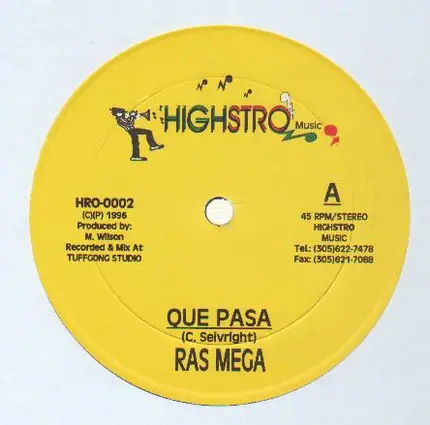 HIGHSTRO Music
HRO-0002
(C)(P) 1996
Produced by:
M. Wilson
Recorded & Mix At:
TUFFGONG STUDIO
A
45 RPM/STEREO
HIGHSTRO
MUSIC
Tel.: (305)622-7478
Fax: (305)621-7088
QUE PASA
(C. Seivright)
RAS MEGA